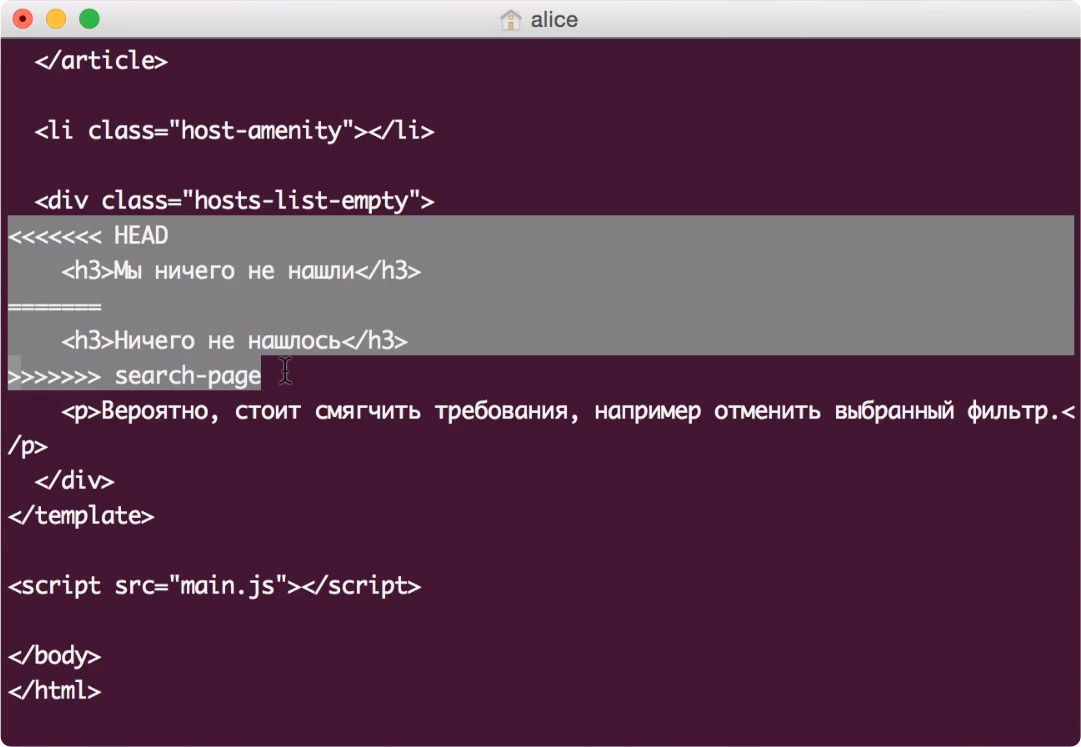 alice
</article>
<li class="host-amenity"></li>
<div class="hosts-list-empty">
<<<<<<< HEAD
<h3>Мы ничего не нашли</h3>
=======
<h3>Ничего не нашлось</h3>
>>>>>>> search-page
<p>Вероятно, стоит смягчить требования, например отменить выбранный фильтр.<
/p>
</div>
</template>
<script src="main.js"></script>
</body>
</html>